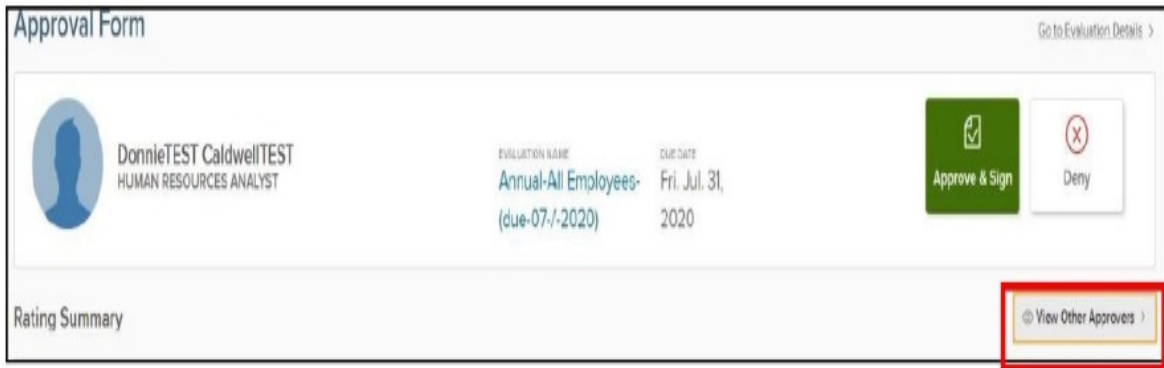 Approval Form
Go to Evaluation Details >
DonnieTEST CaldwellTEST
HUMAN RESOURCES ANALYST
EVALUATION NAME
Annual-All Employees-
(due-07-/-2020)
DUE DATE
Fri. Jul. 31,
2020
Approve & Sign
Deny
Rating Summary
View Other Approvers >